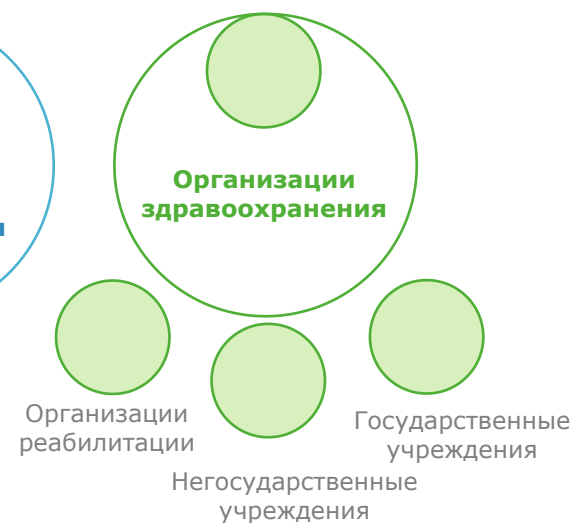 Организации
здравоохранения
Организации
реабилитации
Негосударственные
учреждения
Государственные
учреждения